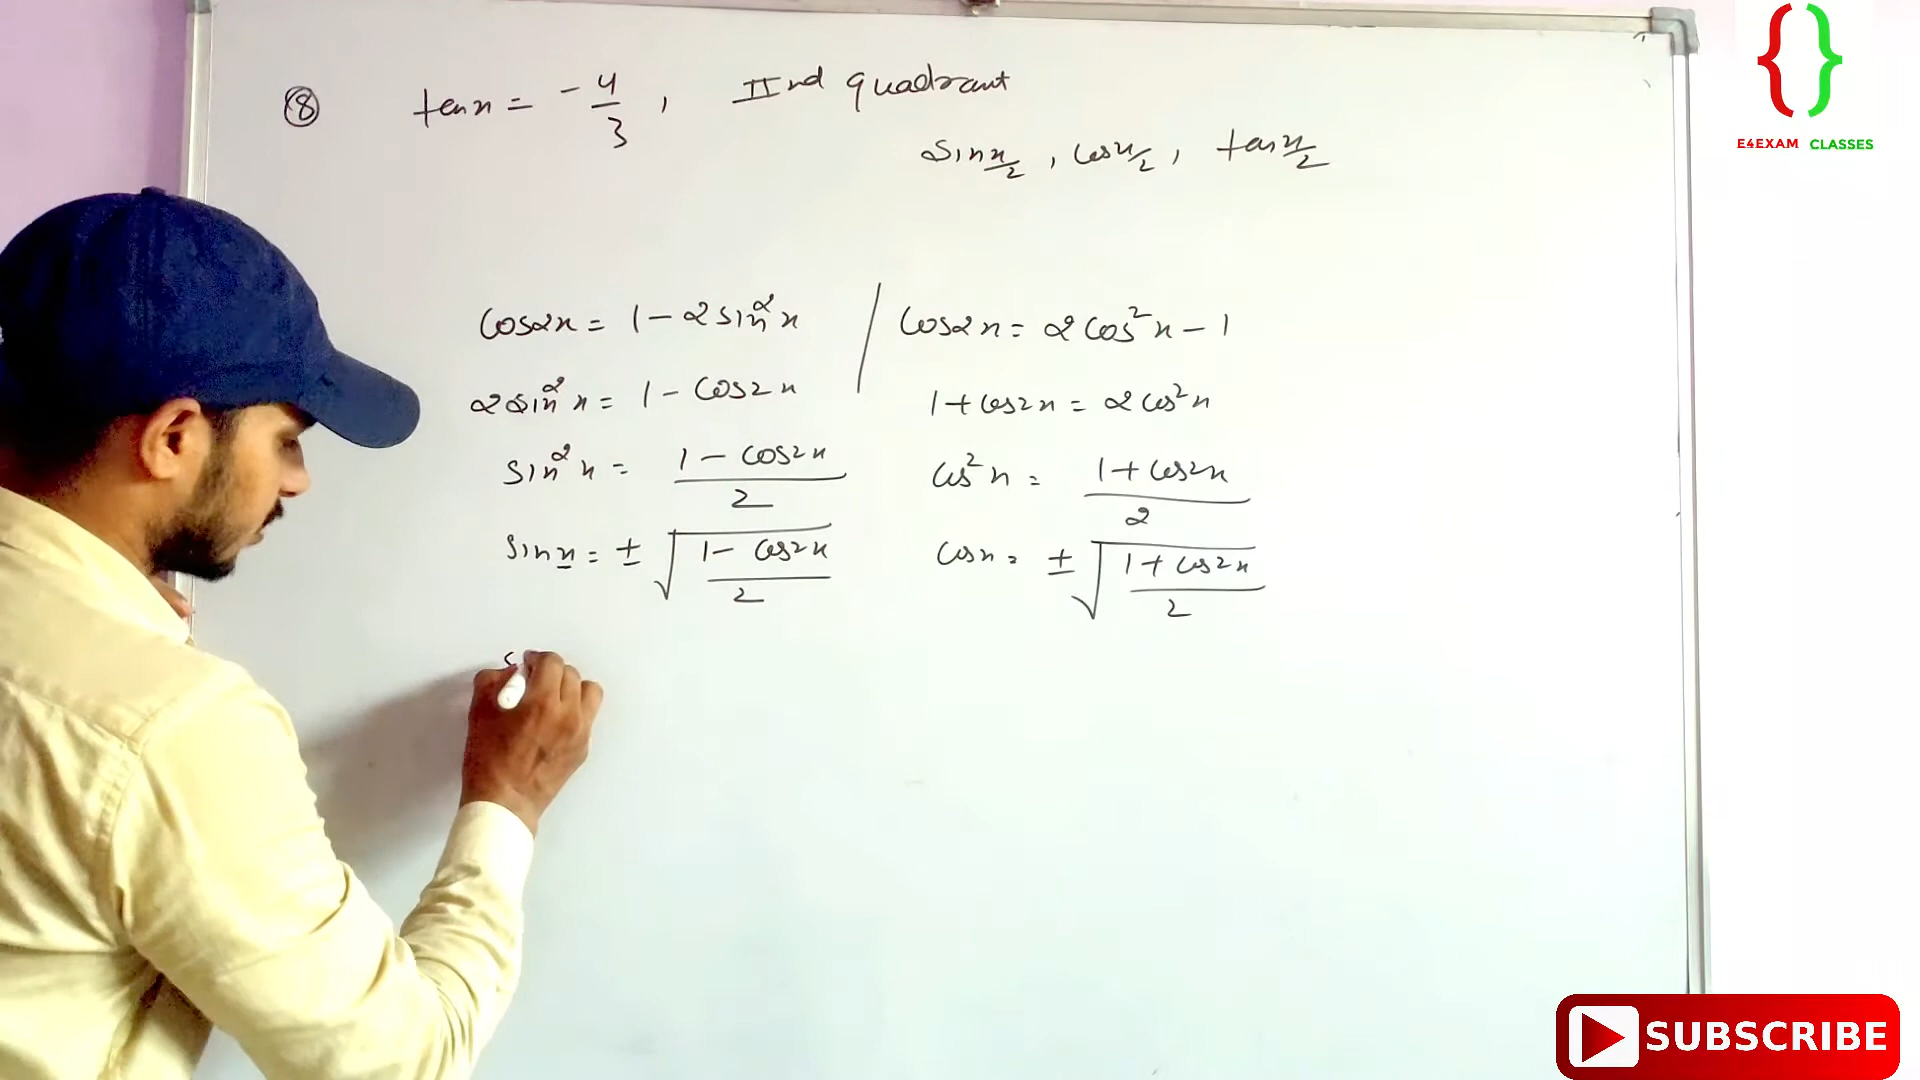 ⑧ tan x = - 4/3 , IInd quadrant
sin x/2 , cos x/2 , tan x/2
cos2x = 1 - 2sin²x
2sin²x = 1 - cos2x
sin²x = (1 - cos2x)/2
sin x = ± √((1 - cos2x)/2)
cos2x = 2cos²x - 1
1 + cos2x = 2cos²x
cos²x = (1 + cos2x)/2
cos x = ± √((1 + cos2x)/2)
s
{ }
E4EXAM CLASSES
SUBSCRIBE